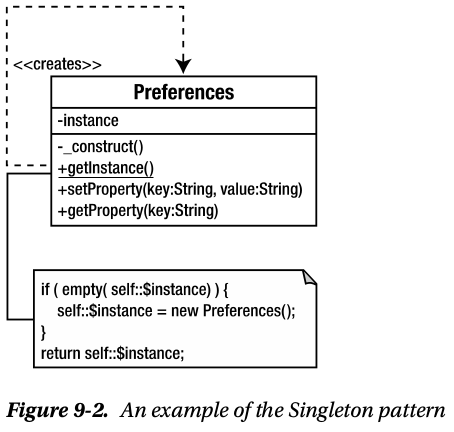 <<creates>>
Preferences
-instance
-_construct()
+getInstance()
+setProperty(key:String, value:String)
+getProperty(key:String)
if ( empty( self::$instance) ) {
self::$instance = new Preferences();
}
return self::$instance;
Figure 9-2. An example of the Singleton pattern